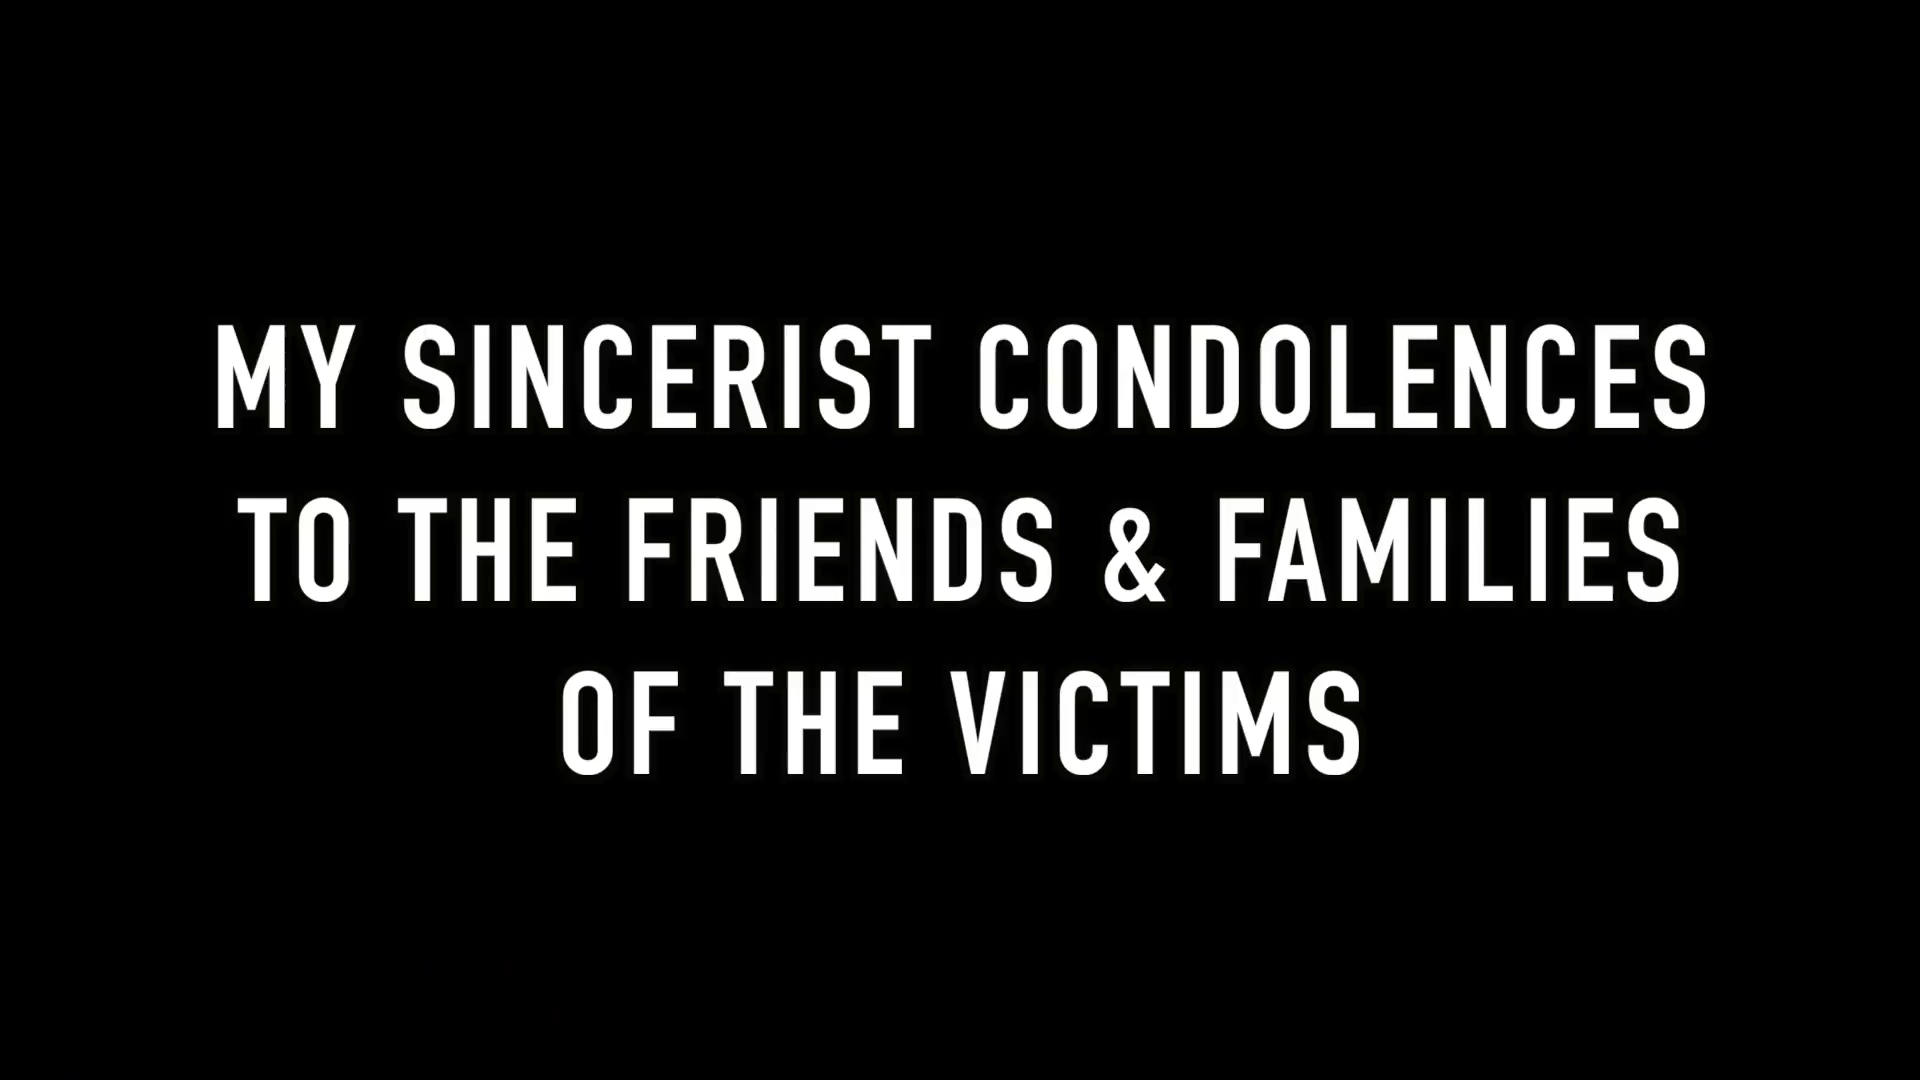 MY SINCERIST CONDOLENCES
TO THE FRIENDS & FAMILIES
OF THE VICTIMS